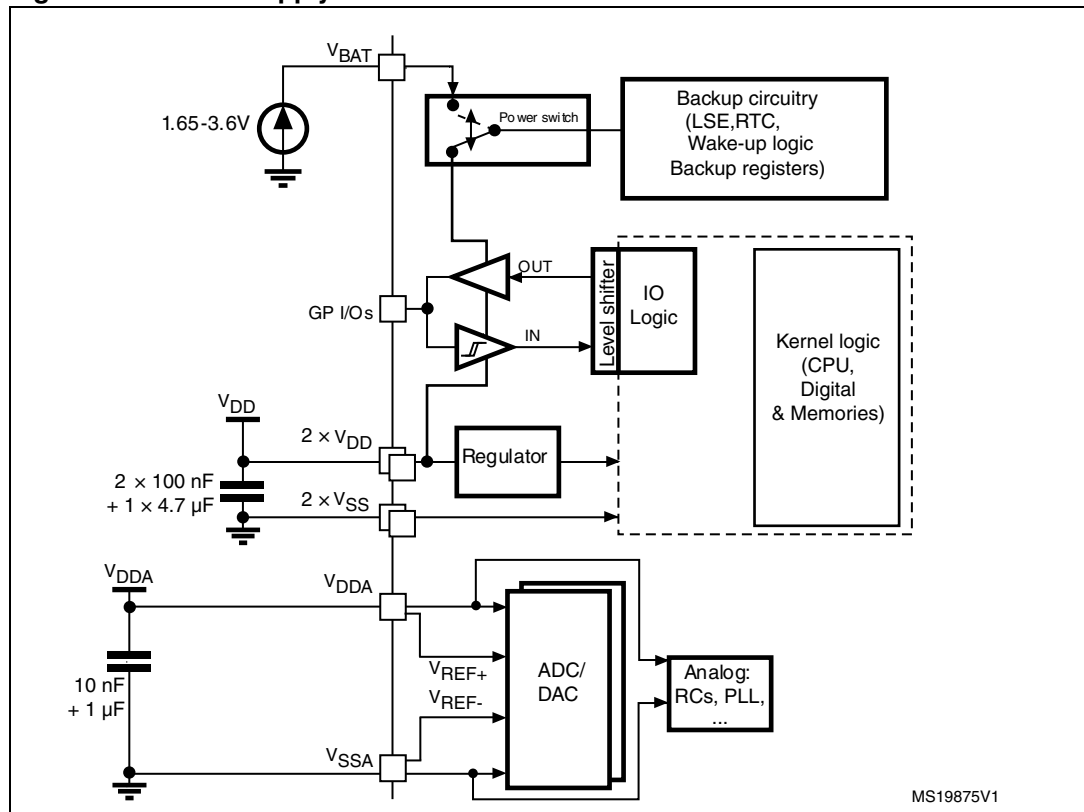 V_BAT
1.65-3.6V
Power switch
Backup circuitry
(LSE,RTC,
Wake-up logic
Backup registers)
OUT
GP I/Os
IN
Level shifter
IO
Logic
Kernel logic
(CPU,
Digital
& Memories)
V_DD
2 × V_DD
Regulator
2 × 100 nF
+ 1 × 4.7 µF
2 × V_SS
V_DDA
V_DDA
V_REF+
V_REF-
ADC/
DAC
Analog:
RCs, PLL,
...
10 nF
+ 1 µF
V_SSA
MS19875V1